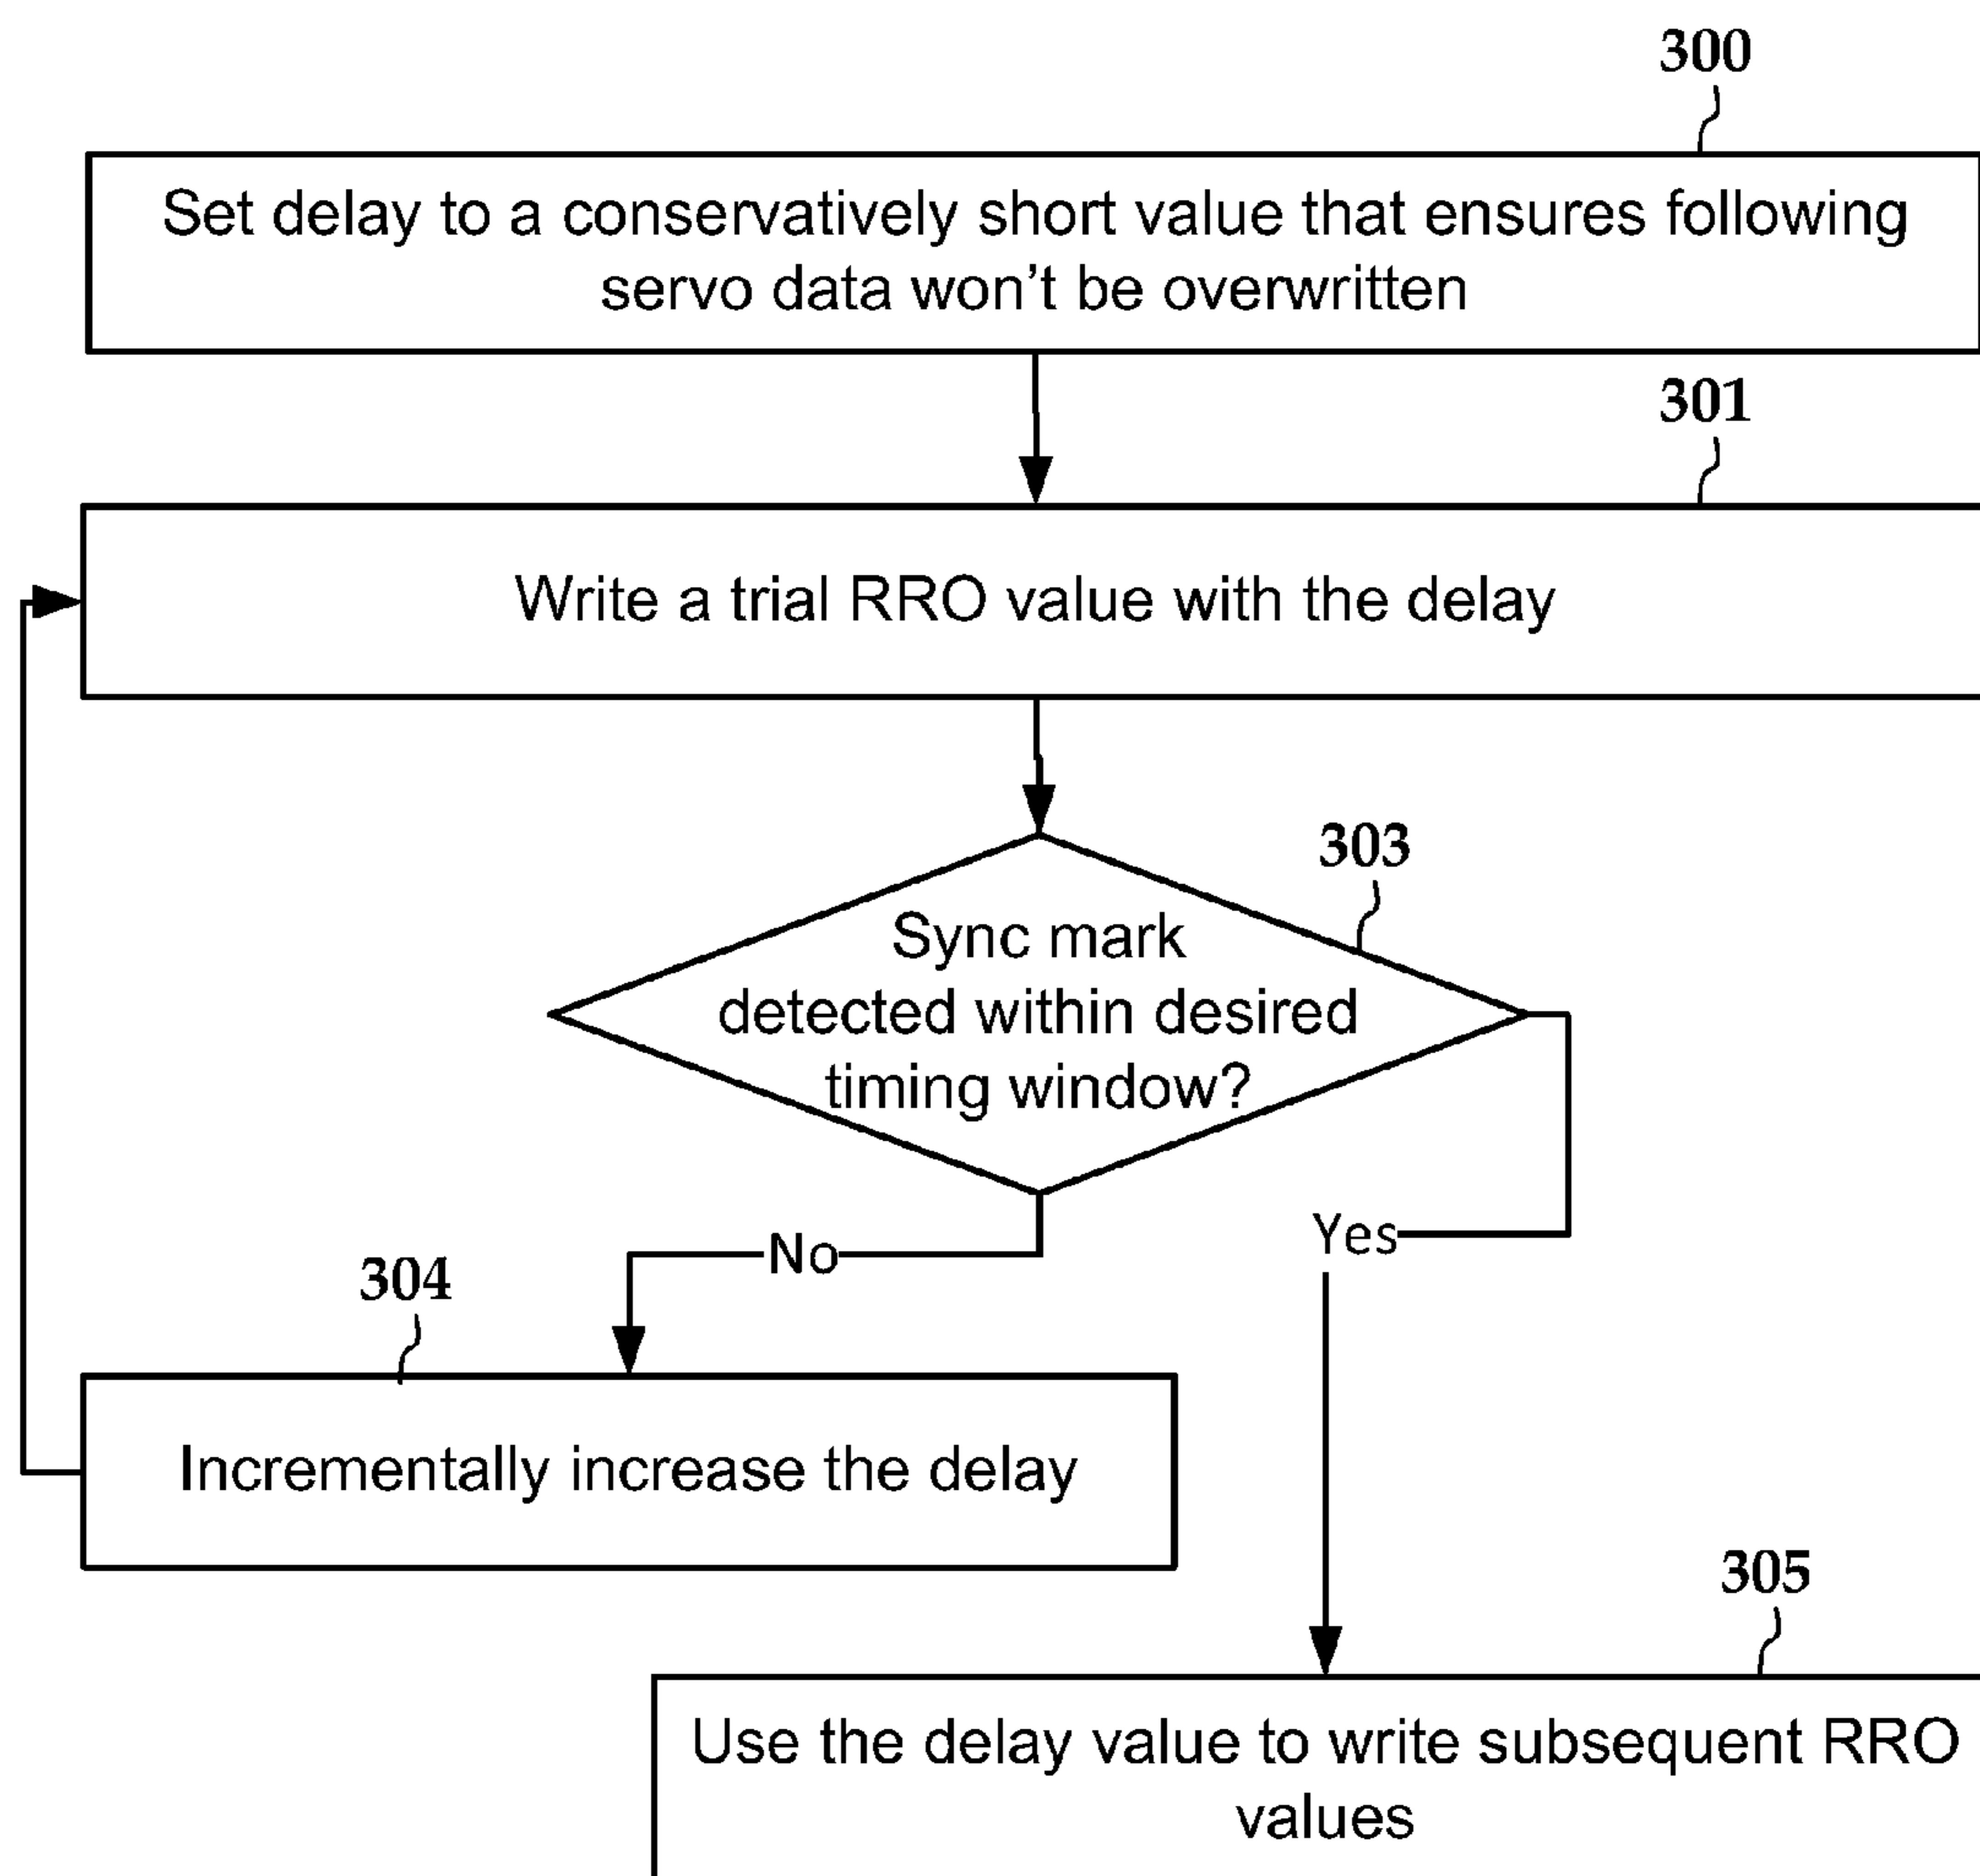 300
Set delay to a conservatively short value that ensures following
servo data won't be overwritten
301
Write a trial RRO value with the delay
303
Sync mark
detected within desired
timing window?
No
Yes
304
Incrementally increase the delay
305
Use the delay value to write subsequent RRO
values